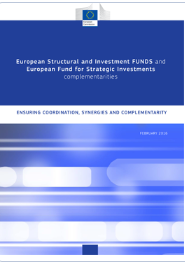 European Structural and Investment FUNDS and
European Fund for Strategic Investments
complementarities
ENSURING COORDINATION, SYNERGIES AND COMPLEMENTARITY
FEBRUARY 2016